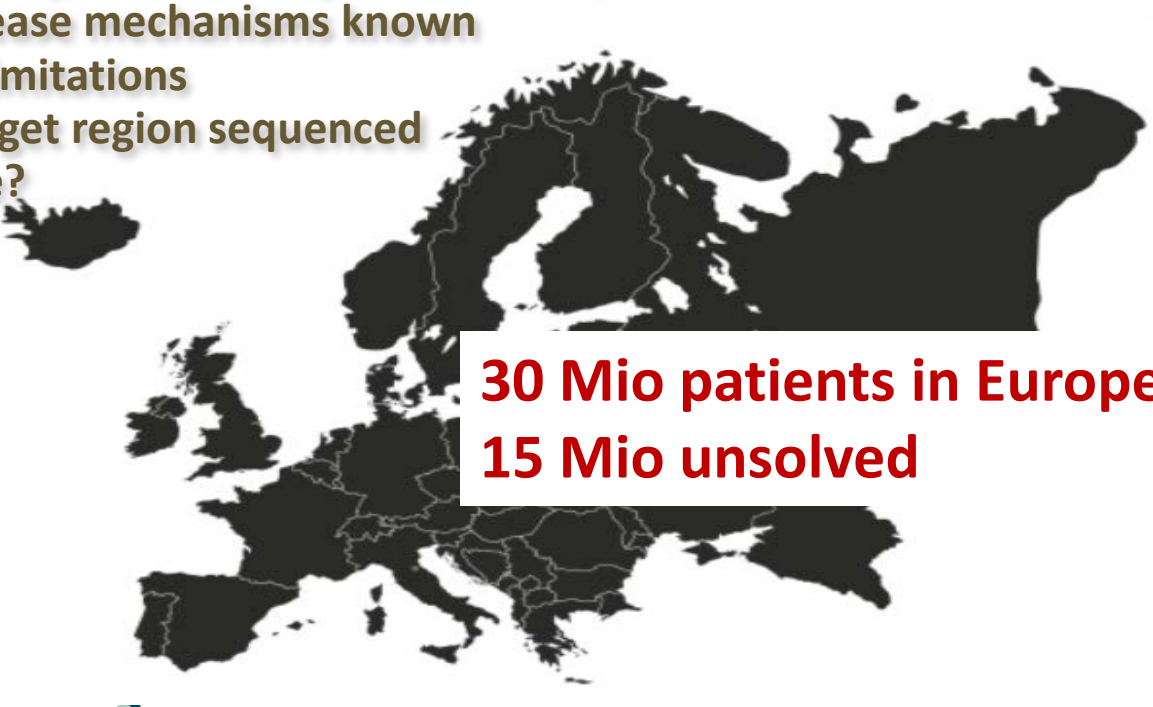 ease mechanisms known
mitations
get region sequenced
e?
30 Mio patients in Europe
15 Mio unsolved